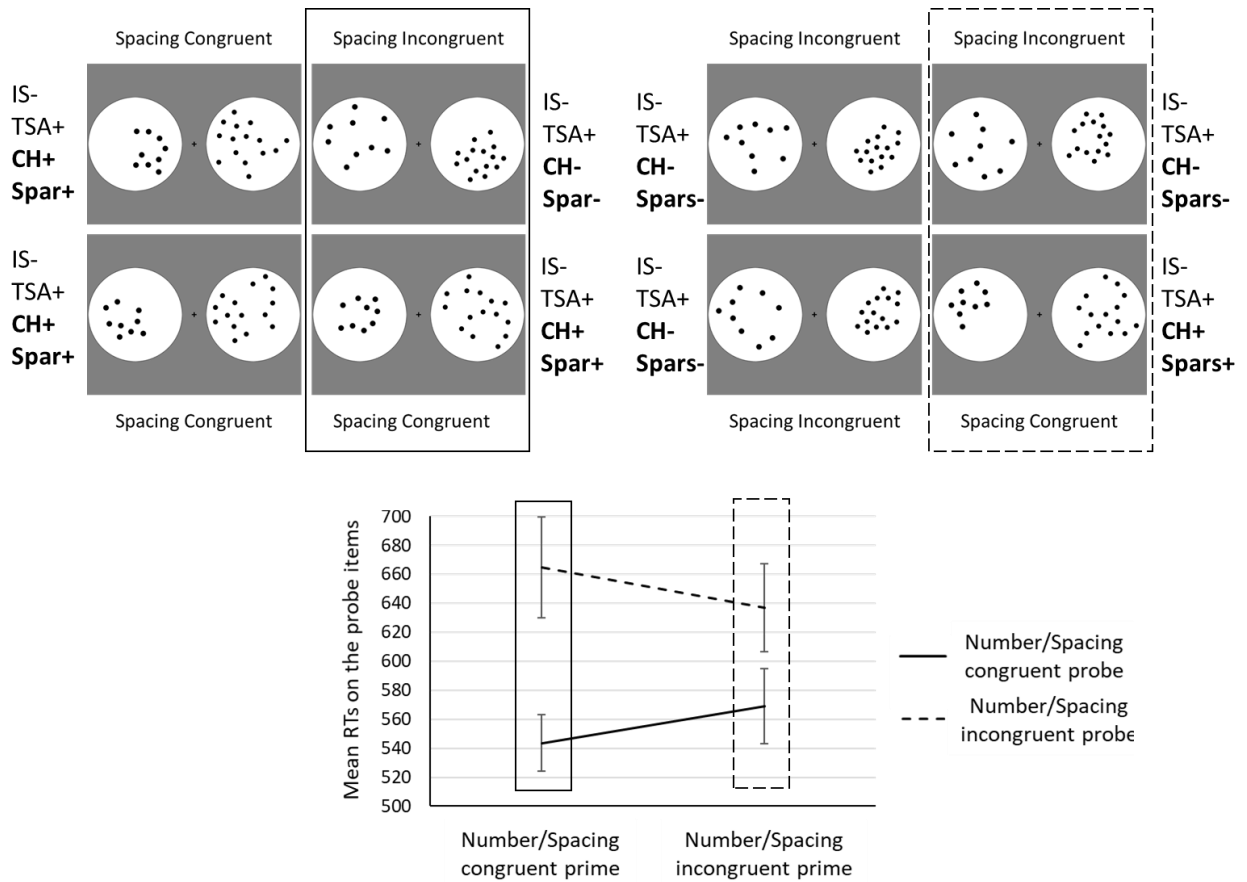 Spacing Congruent
Spacing Incongruent
Spacing Incongruent
Spacing Incongruent
IS-
TSA+
CH+
Spar+
IS-
TSA+
CH-
Spar-
IS-
TSA+
CH-
Spars-
IS-
TSA+
CH-
Spars-
IS-
TSA+
CH+
Spar+
IS-
TSA+
CH+
Spar+
IS-
TSA+
CH-
Spars-
IS-
TSA+
CH+
Spars+
Spacing Congruent
Spacing Congruent
Spacing Incongruent
Spacing Congruent
Mean RTs on the probe items
700
680
660
640
620
600
580
560
540
520
500
Number/Spacing
congruent prime
Number/Spacing
incongruent prime
Number/Spacing
congruent probe
Number/Spacing
incongruent probe